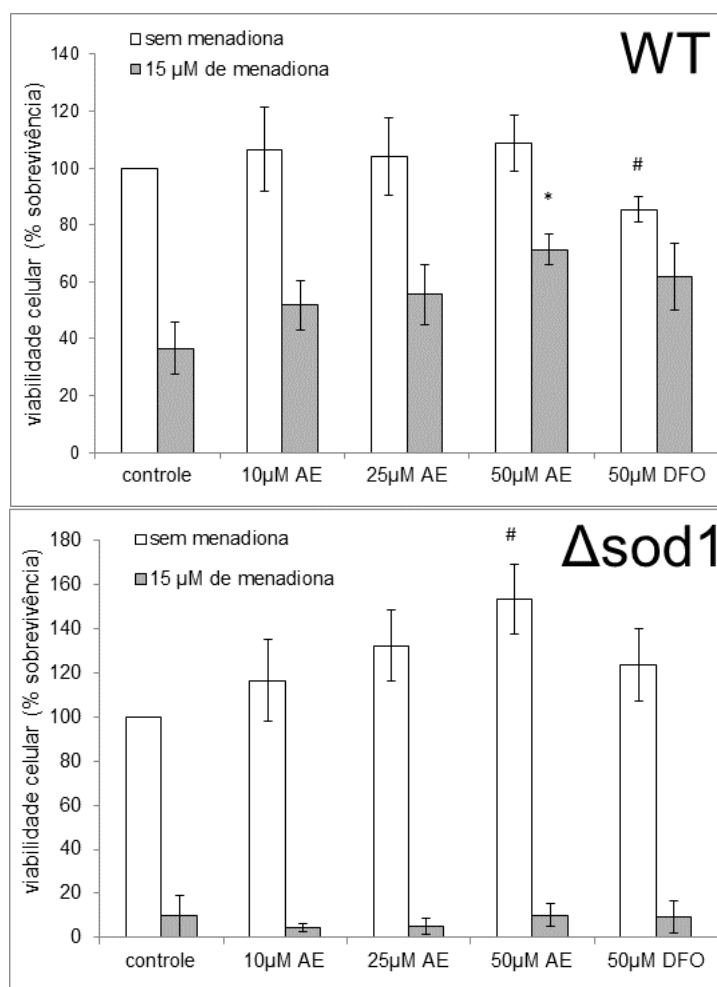 WT
sem menadiona
15 µM de menadiona
viabilidade celular (% sobrevivência)
140
120
100
80
60
40
20
0
*
#
controle 10µM AE 25µM AE 50µM AE 50µM DFO
Δsod1
sem menadiona
15 µM de menadiona
viabilidade celular (% sobrevivência)
180
160
140
120
100
80
60
40
20
0
#
controle 10µM AE 25µM AE 50µM AE 50µM DFO